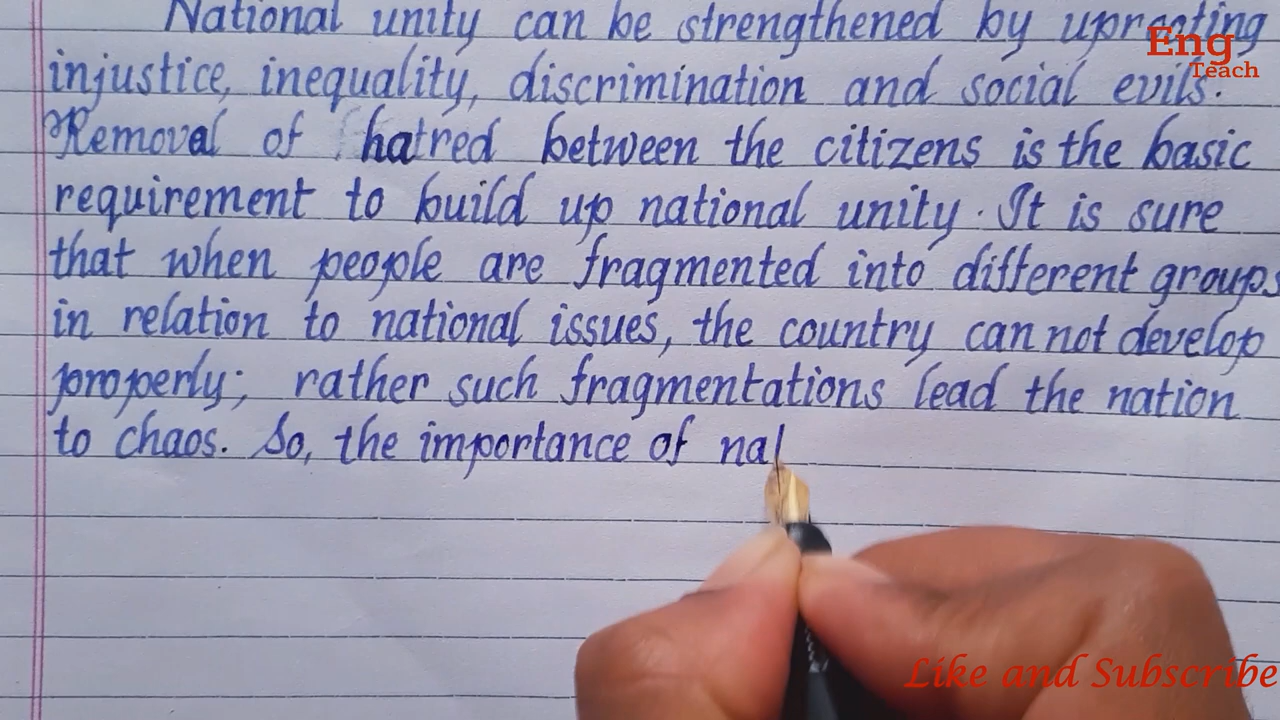 National unity can be strengthened by uprooting
injustice, inequality, discrimination and social evils.
Removal of hatred between the citizens is the basic
requirement to build up national unity. It is sure
that when people are fragmented into different groups
in relation to national issues, the country can not develop
properly; rather such fragmentations lead the nation
to chaos. So, the importance of nat
Eng
Teach
Like and Subscribe